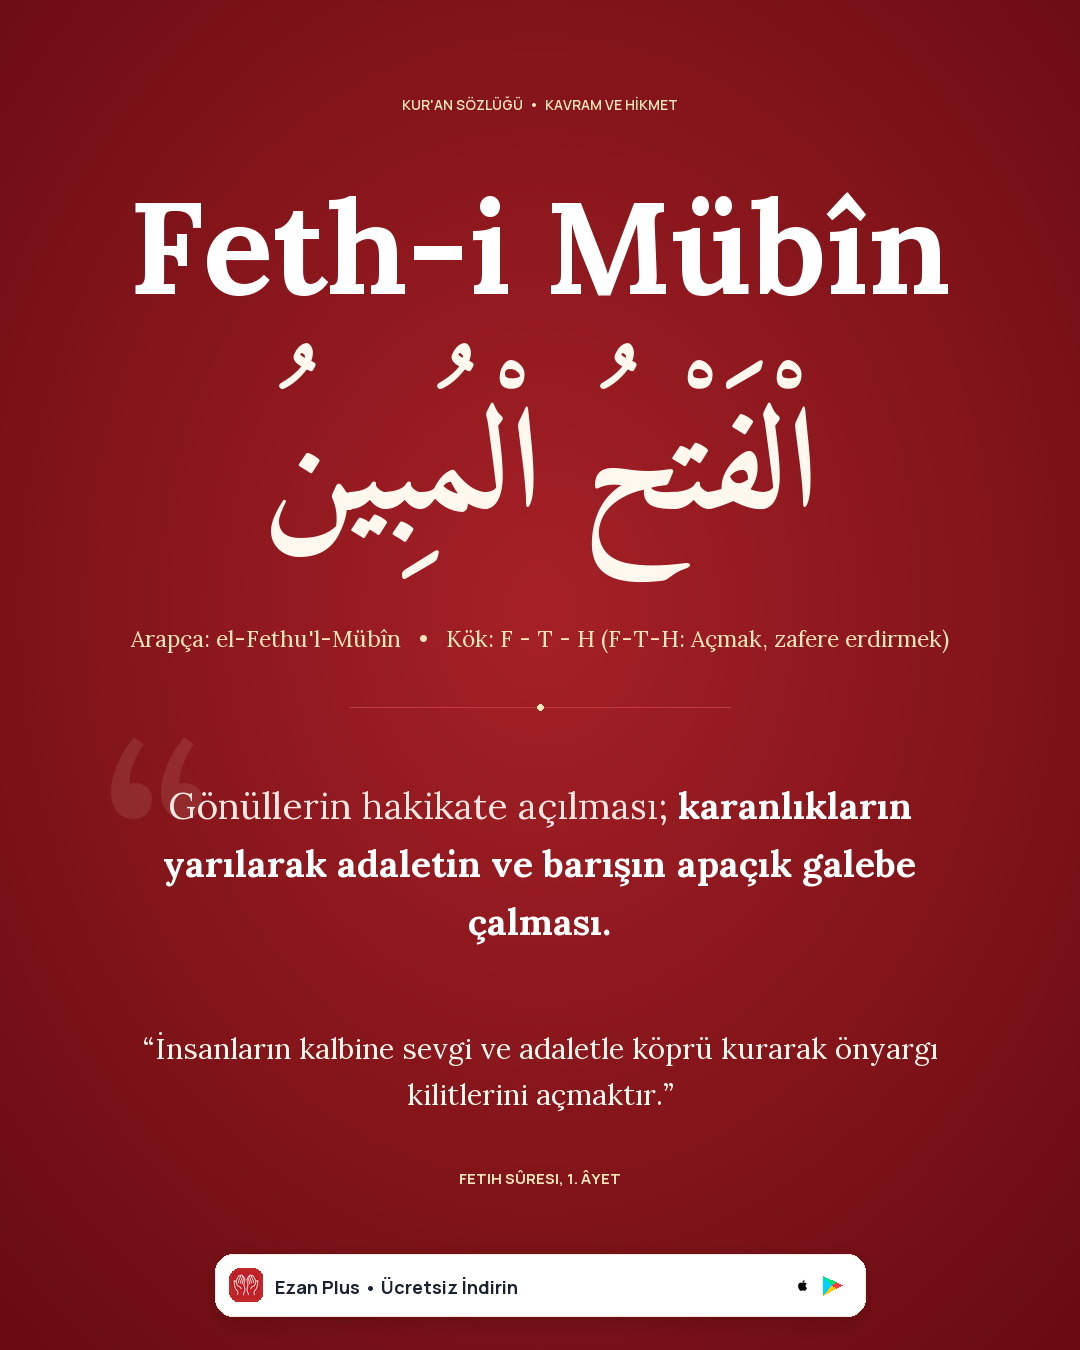 KUR'AN SÖZLÜĞÜ • KAVRAM VE HİKMET
Feth-i Mübîn
الْفَتْحُ الْمُبِينُ
Arapça: el-Fethu'l-Mübîn • Kök: F - T - H (F-T-H: Açmak, zafere erdirmek)
“Gönüllerin hakikate açılması; karanlıkların
yarılarak adaletin ve barışın apaçık galebe
çalması.
“İnsanların kalbine sevgi ve adaletle köprü kurarak önyargı
kilitlerini açmaktır.”
FETIH SÛRESI, 1. ÂYET
Ezan Plus • Ücretsiz İndirin